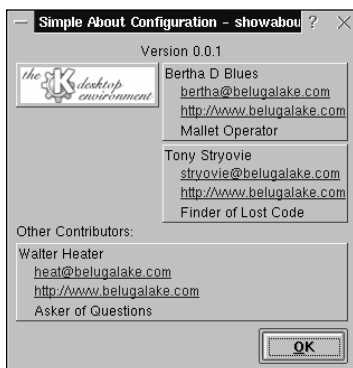 Simple About Configuration - showabou
Version 0.0.1
the K desktop
environment
Bertha D Blues
bertha@belugalake.com
http://www.belugalake.com
Mallet Operator
Tony Stryovie
stryovie@belugalake.com
http://www.belugalake.com
Finder of Lost Code
Other Contributors:
Walter Heater
heat@belugalake.com
http://www.belugalake.com
Asker of Questions
OK